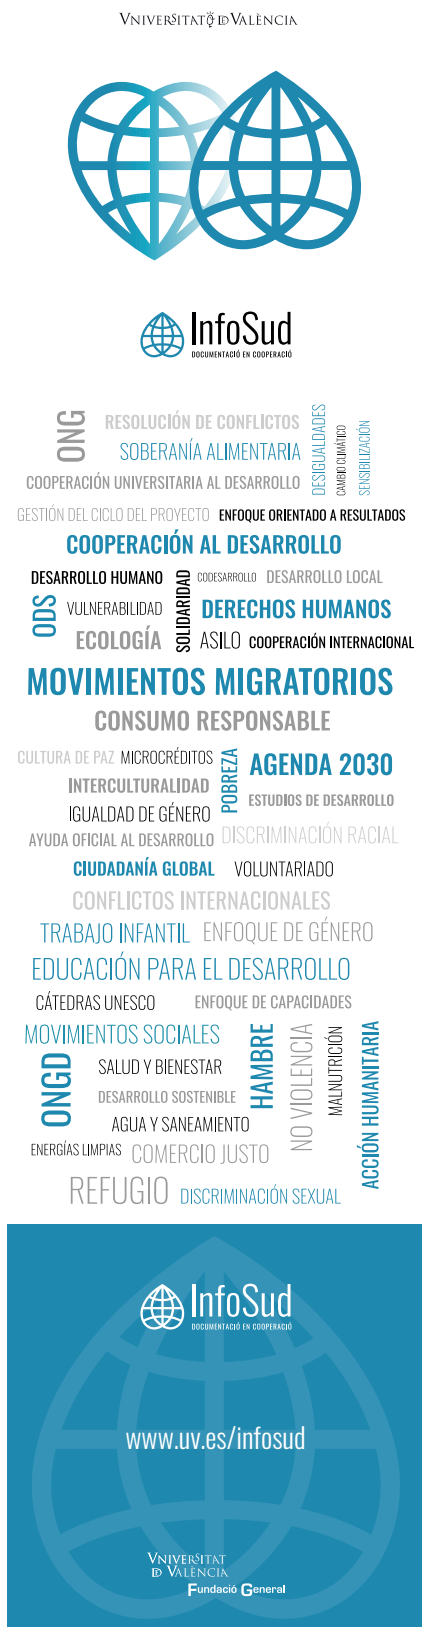 VNIVERSITAT Ꭰ VALÈNCIA
InfoSud
DOCUMENTACIÓ EN COOPERACIÓ
ONG
RESOLUCIÓN DE CONFLICTOS
SOBERANÍA ALIMENTARIA
DESIGUALDADES
CAMBIO CLIMÁTICO
SENSIBILIZACIÓN
COOPERACIÓN UNIVERSITARIA AL DESARROLLO
GESTIÓN DEL CICLO DEL PROYECTO
ENFOQUE ORIENTADO A RESULTADOS
COOPERACIÓN AL DESARROLLO
DESARROLLO HUMANO
SOLIDARIDAD
CODESARROLLO
DESARROLLO LOCAL
ODS
VULNERABILIDAD
DERECHOS HUMANOS
ECOLOGÍA
ASILO
COOPERACIÓN INTERNACIONAL
MOVIMIENTOS MIGRATORIOS
CONSUMO RESPONSABLE
CULTURA DE PAZ
MICROCRÉDITOS
POBREZA
AGENDA 2030
INTERCULTURALIDAD
ESTUDIOS DE DESARROLLO
IGUALDAD DE GÉNERO
AYUDA OFICIAL AL DESARROLLO
DISCRIMINACIÓN RACIAL
CIUDADANÍA GLOBAL
VOLUNTARIADO
CONFLICTOS INTERNACIONALES
TRABAJO INFANTIL
ENFOQUE DE GÉNERO
EDUCACIÓN PARA EL DESARROLLO
CÁTEDRAS UNESCO
ENFOQUE DE CAPACIDADES
MOVIMIENTOS SOCIALES
HAMBRE
NO VIOLENCIA
MALNUTRICIÓN
ACCIÓN HUMANITARIA
ONGD
SALUD Y BIENESTAR
DESARROLLO SOSTENIBLE
AGUA Y SANEAMIENTO
ENERGÍAS LIMPIAS
COMERCIO JUSTO
REFUGIO
DISCRIMINACIÓN SEXUAL
InfoSud
DOCUMENTACIÓ EN COOPERACIÓ
www.uv.es/infosud
VNIVERSITAT
DE VALÈNCIA
Fundació General